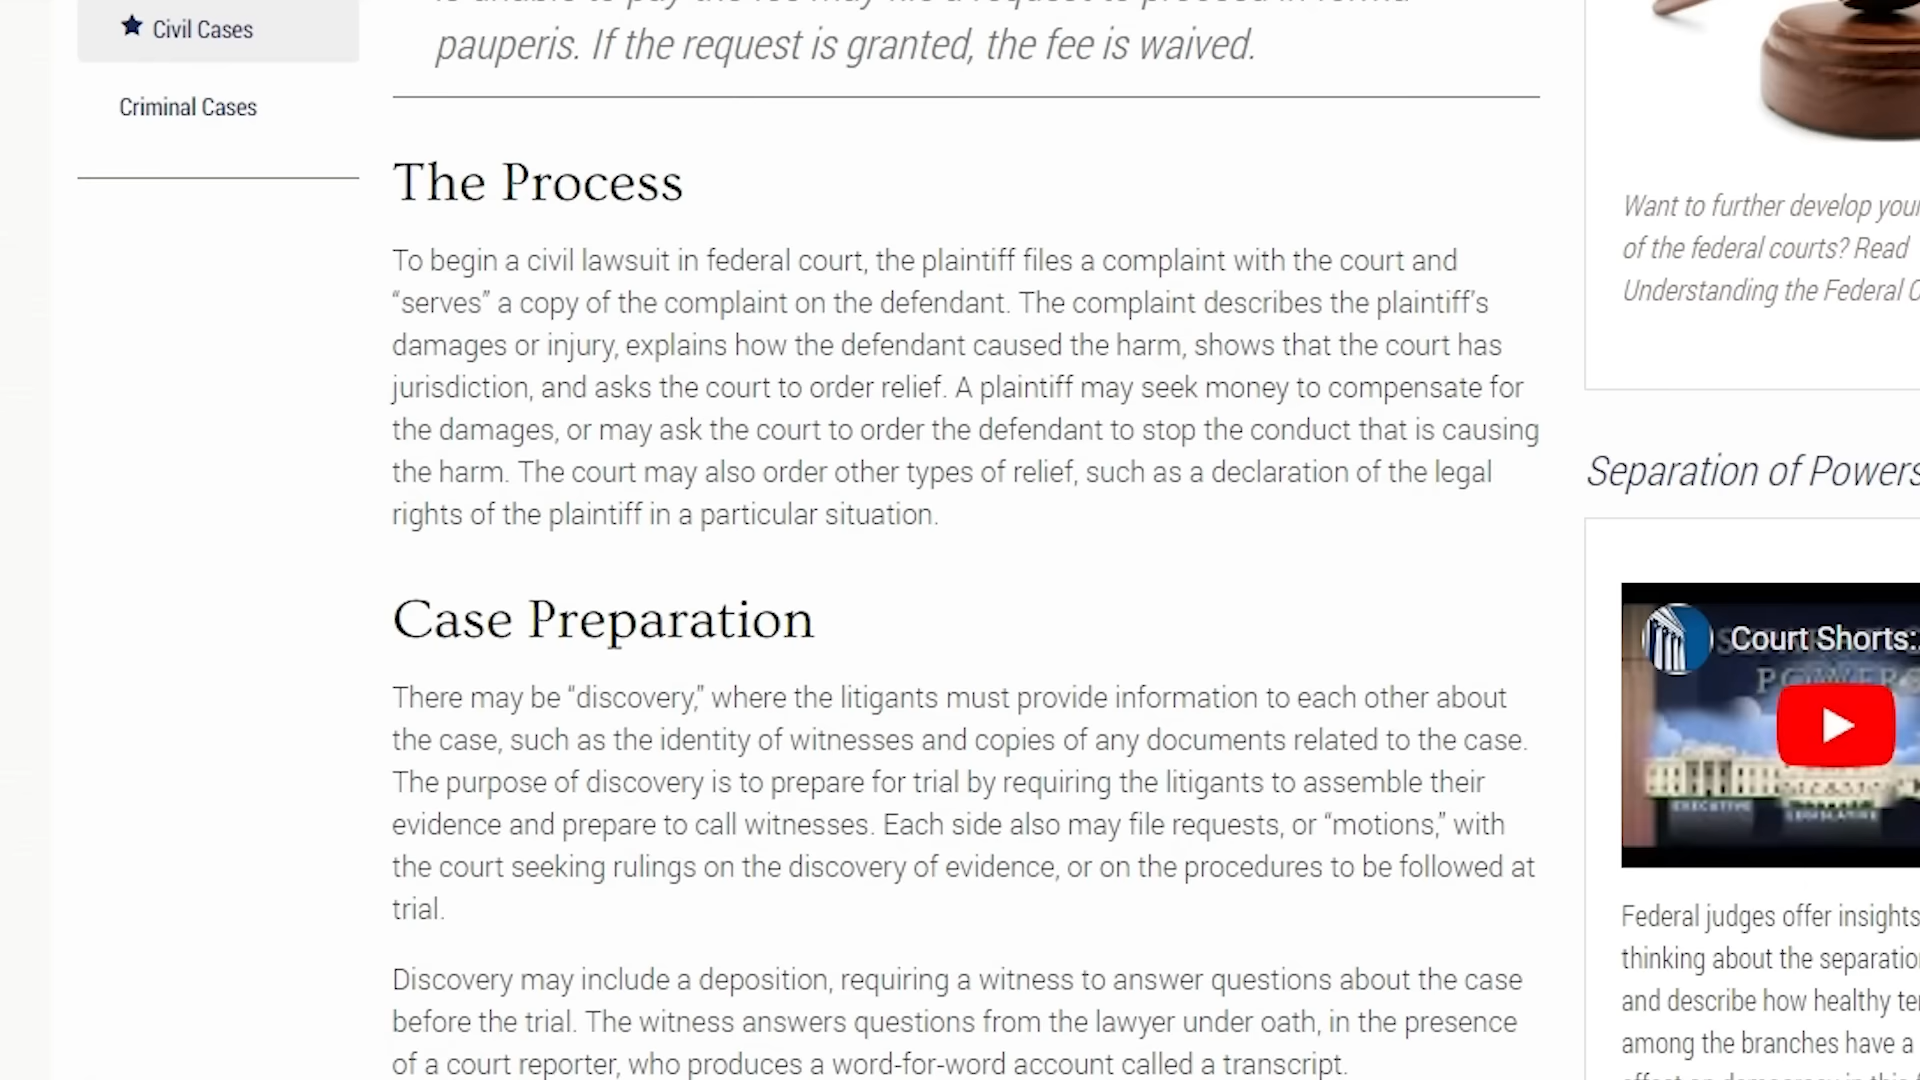 Civil Cases
Criminal Cases
pauperis. If the request is granted, the fee is waived.
The Process
To begin a civil lawsuit in federal court, the plaintiff files a complaint with the court and
“serves” a copy of the complaint on the defendant. The complaint describes the plaintiff’s
damages or injury, explains how the defendant caused the harm, shows that the court has
jurisdiction, and asks the court to order relief. A plaintiff may seek money to compensate for
the damages, or may ask the court to order the defendant to stop the conduct that is causing
the harm. The court may also order other types of relief, such as a declaration of the legal
rights of the plaintiff in a particular situation.
Case Preparation
There may be “discovery,” where the litigants must provide information to each other about
the case, such as the identity of witnesses and copies of any documents related to the case.
The purpose of discovery is to prepare for trial by requiring the litigants to assemble their
evidence and prepare to call witnesses. Each side also may file requests, or “motions,” with
the court seeking rulings on the discovery of evidence, or on the procedures to be followed at
trial.
Discovery may include a deposition, requiring a witness to answer questions about the case
before the trial. The witness answers questions from the lawyer under oath, in the presence
of a court reporter, who produces a word-for-word account called a transcript.
Want to further develop your
of the federal courts? Read
Understanding the Federal
Separation of Powers
Court Shorts:
POWERS
EXECUTIVE
LEGISLATIVE
Federal judges offer insights
thinking about the
and describe how healthy
among the branches have a